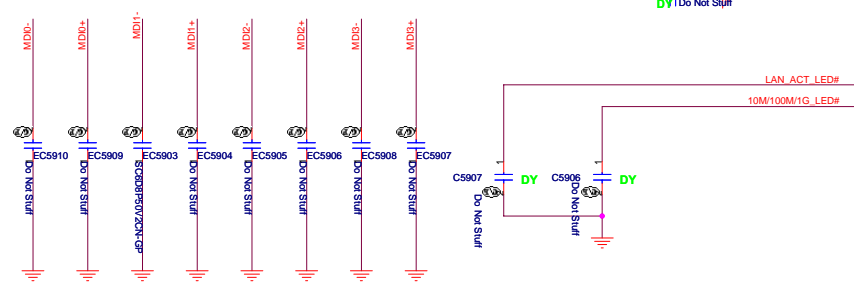 DY Do Not Stuff
MDI0-
MDI0+
MDI1-
MDI1+
MDI2-
MDI2+
MDI3-
MDI3+
LAN_ACT_LED#
10M/100M/1G_LED#
EC5910
EC5909
EC5903
EC5904
EC5905
EC5906
EC5908
EC5907
Do Not Stuff
Do Not Stuff
SC6D8P50V2CN-GP
Do Not Stuff
Do Not Stuff
Do Not Stuff
Do Not Stuff
Do Not Stuff
1
C5907
DY
Do Not Stuff
1
C5906
DY
Do Not Stuff